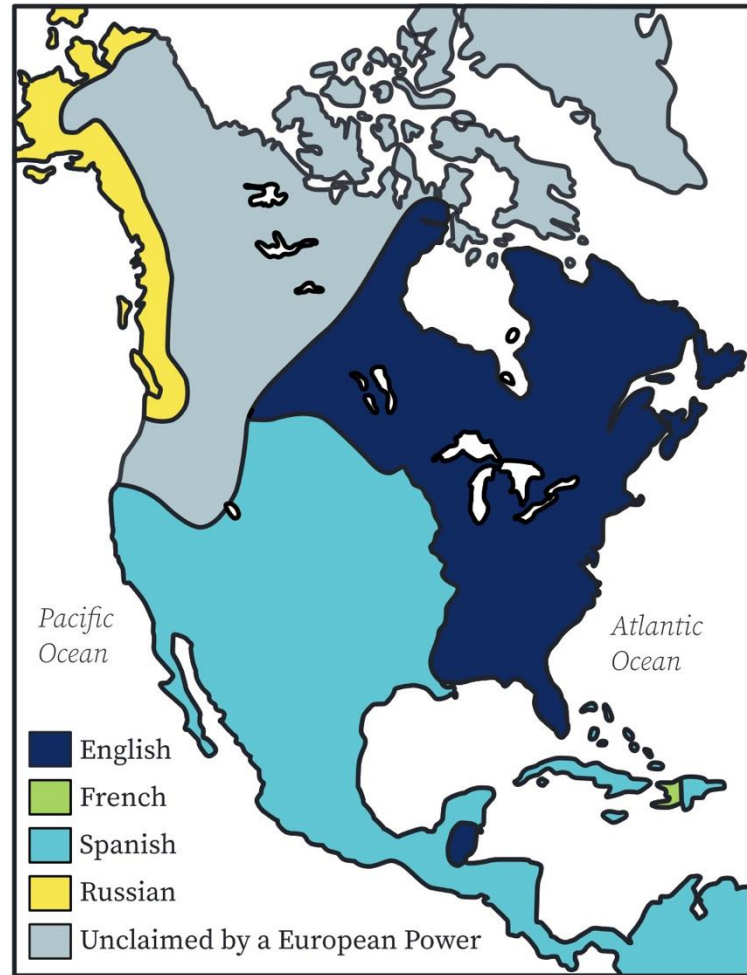 Pacific
Ocean
Atlantic
Ocean
English
French
Spanish
Russian
Unclaimed by a European Power